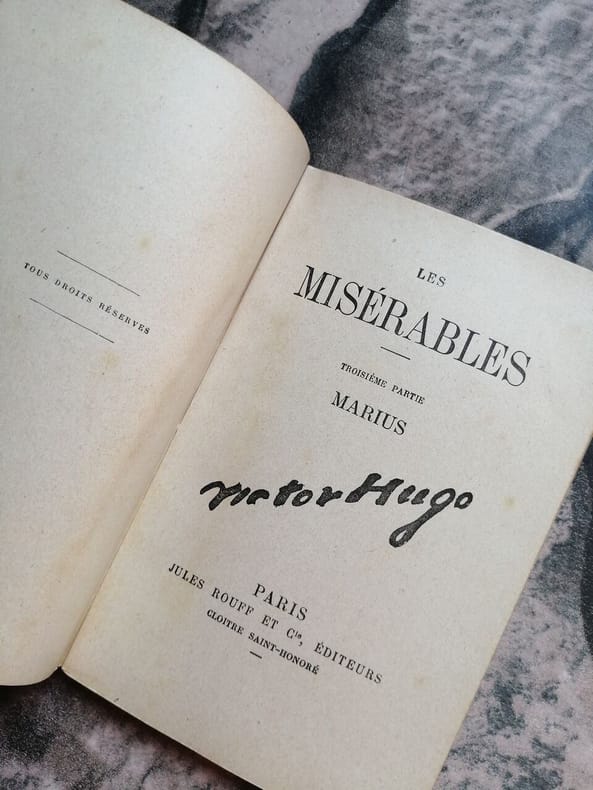 TOUS DROITS RÉSERVÉS
LES
MISÉRABLES
TROISIÈME PARTIE
MARIUS
Victor Hugo
PARIS
JULES ROUFF ET Cie, ÉDITEURS
CLOITRE SAINT-HONORÉ